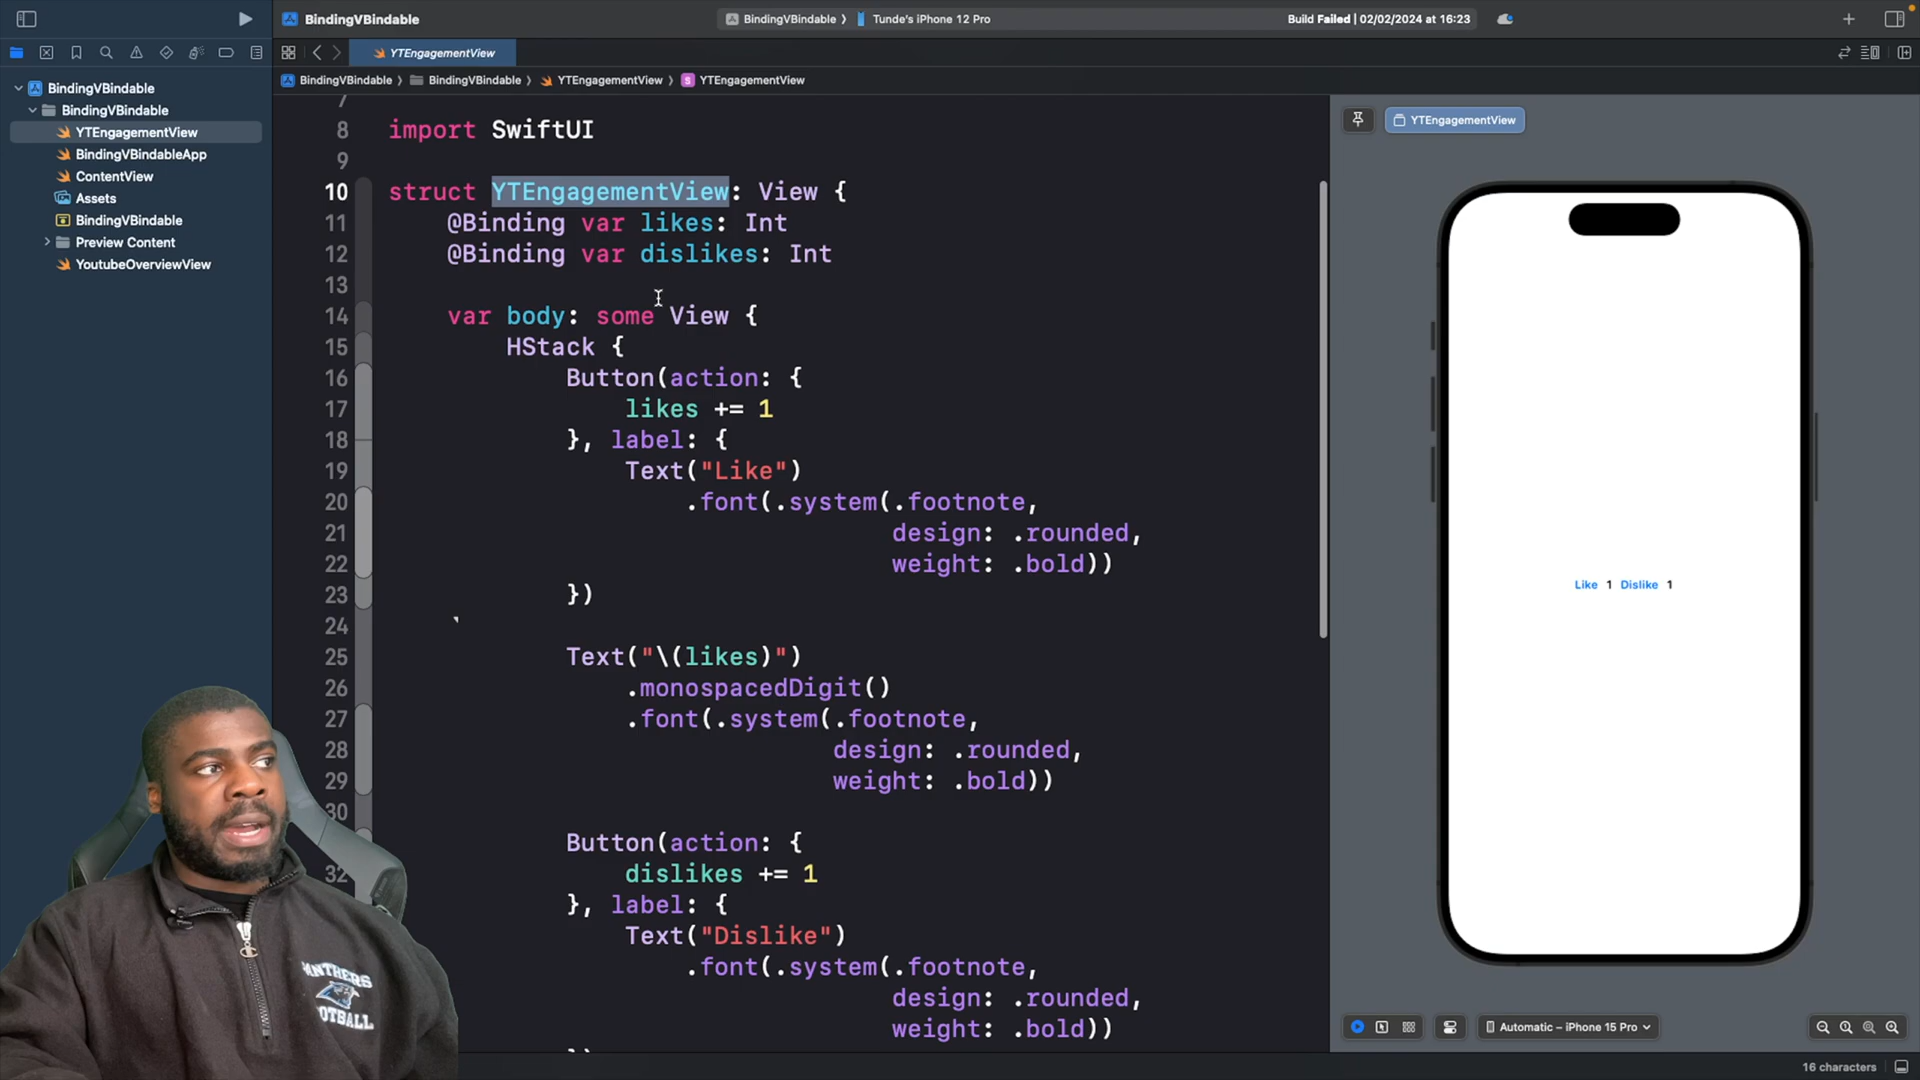 BindingVBindable
BindingVBindable
Tunde's iPhone 12 Pro
Build Failed | 02/02/2024 at 16:23
YTEngagementView
BindingVBindable
BindingVBindable
YTEngagementView
YTEngagementView
BindingVBindable
BindingVBindable
YTEngagementView
BindingVBindableApp
ContentView
Assets
BindingVBindable
Preview Content
YoutubeOverviewView
7
8 import SwiftUI
9
10 struct YTEngagementView: View {
11 @Binding var likes: Int
12 @Binding var dislikes: Int
13
14 var body: some View {
15 HStack {
16 Button(action: {
17 likes += 1
18 }, label: {
19 Text("Like")
20 .font(.system(.footnote,
21 design: .rounded,
22 weight: .bold))
23 })
24
25 Text("\(likes)")
26 .monospacedDigit()
27 .font(.system(.footnote,
28 design: .rounded,
29 weight: .bold))
30
Button(action: {
32 dislikes += 1
}, label: {
Text("Dislike")
.font(.system(.footnote,
design: .rounded,
weight: .bold))
YTEngagementView
Like 1 Dislike 1
Automatic – iPhone 15 Pro
16 characters
PANTHERS
FOOTBALL